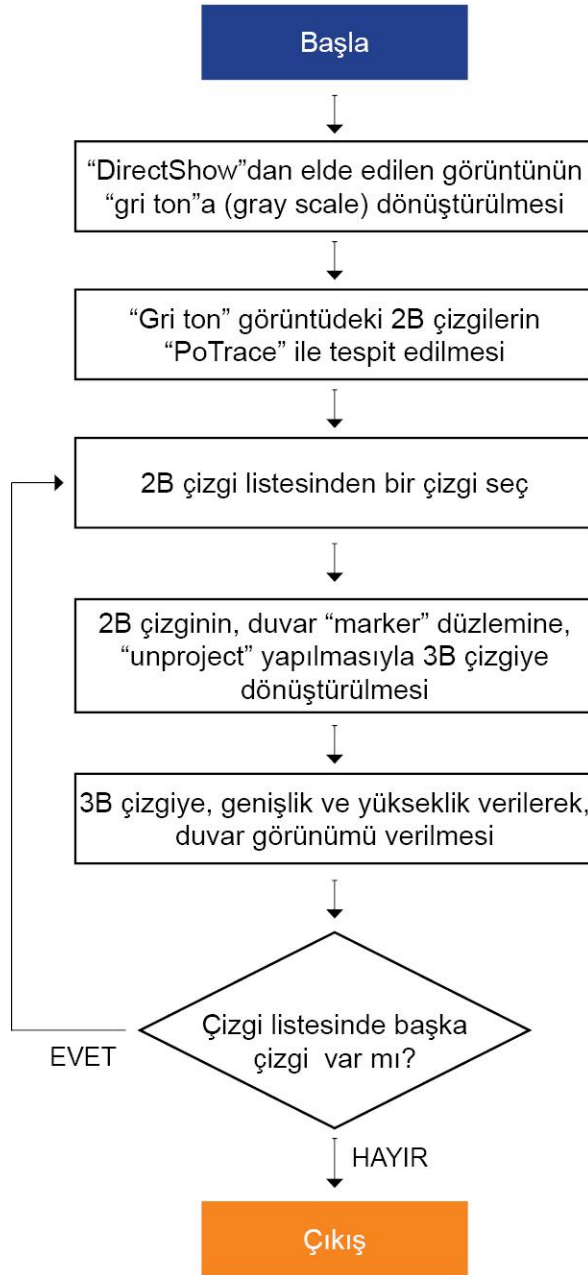 Başla
“DirectShow”dan elde edilen görüntünün
“gri ton”a (gray scale) dönüştürülmesi
“Gri ton” görüntüdeki 2B çizgilerin
“PoTrace” ile tespit edilmesi
2B çizgi listesinden bir çizgi seç
2B çizginin, duvar “marker” düzlemine,
“unproject” yapılmasıyla 3B çizgiye
dönüştürülmesi
3B çizgiye, genişlik ve yükseklik verilerek,
duvar görünümü verilmesi
Çizgi listesinde başka
çizgi var mı?
EVET
HAYIR
Çıkış